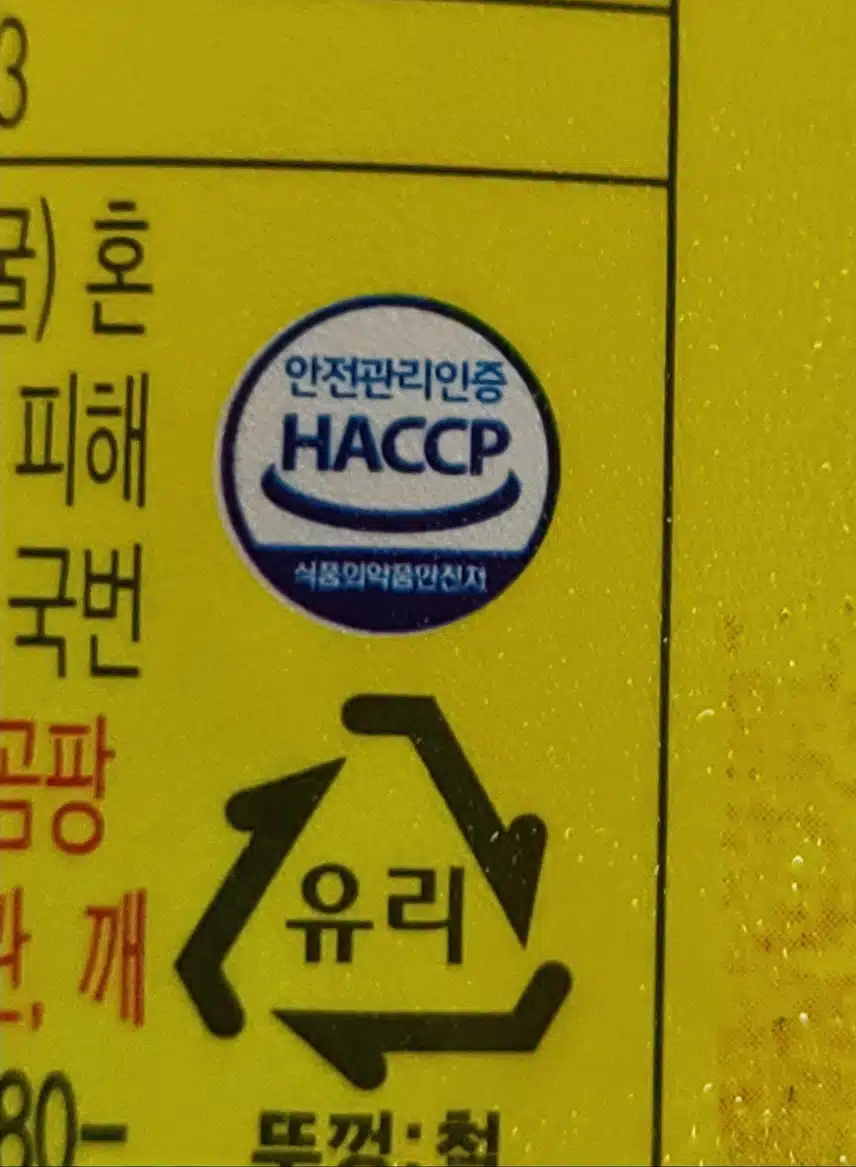 3
굴) 혼
피해
국번
곰팡
관, 깨
80-
안전관리인증
HACCP
식품의약품안전처
유리
뚜껑:철